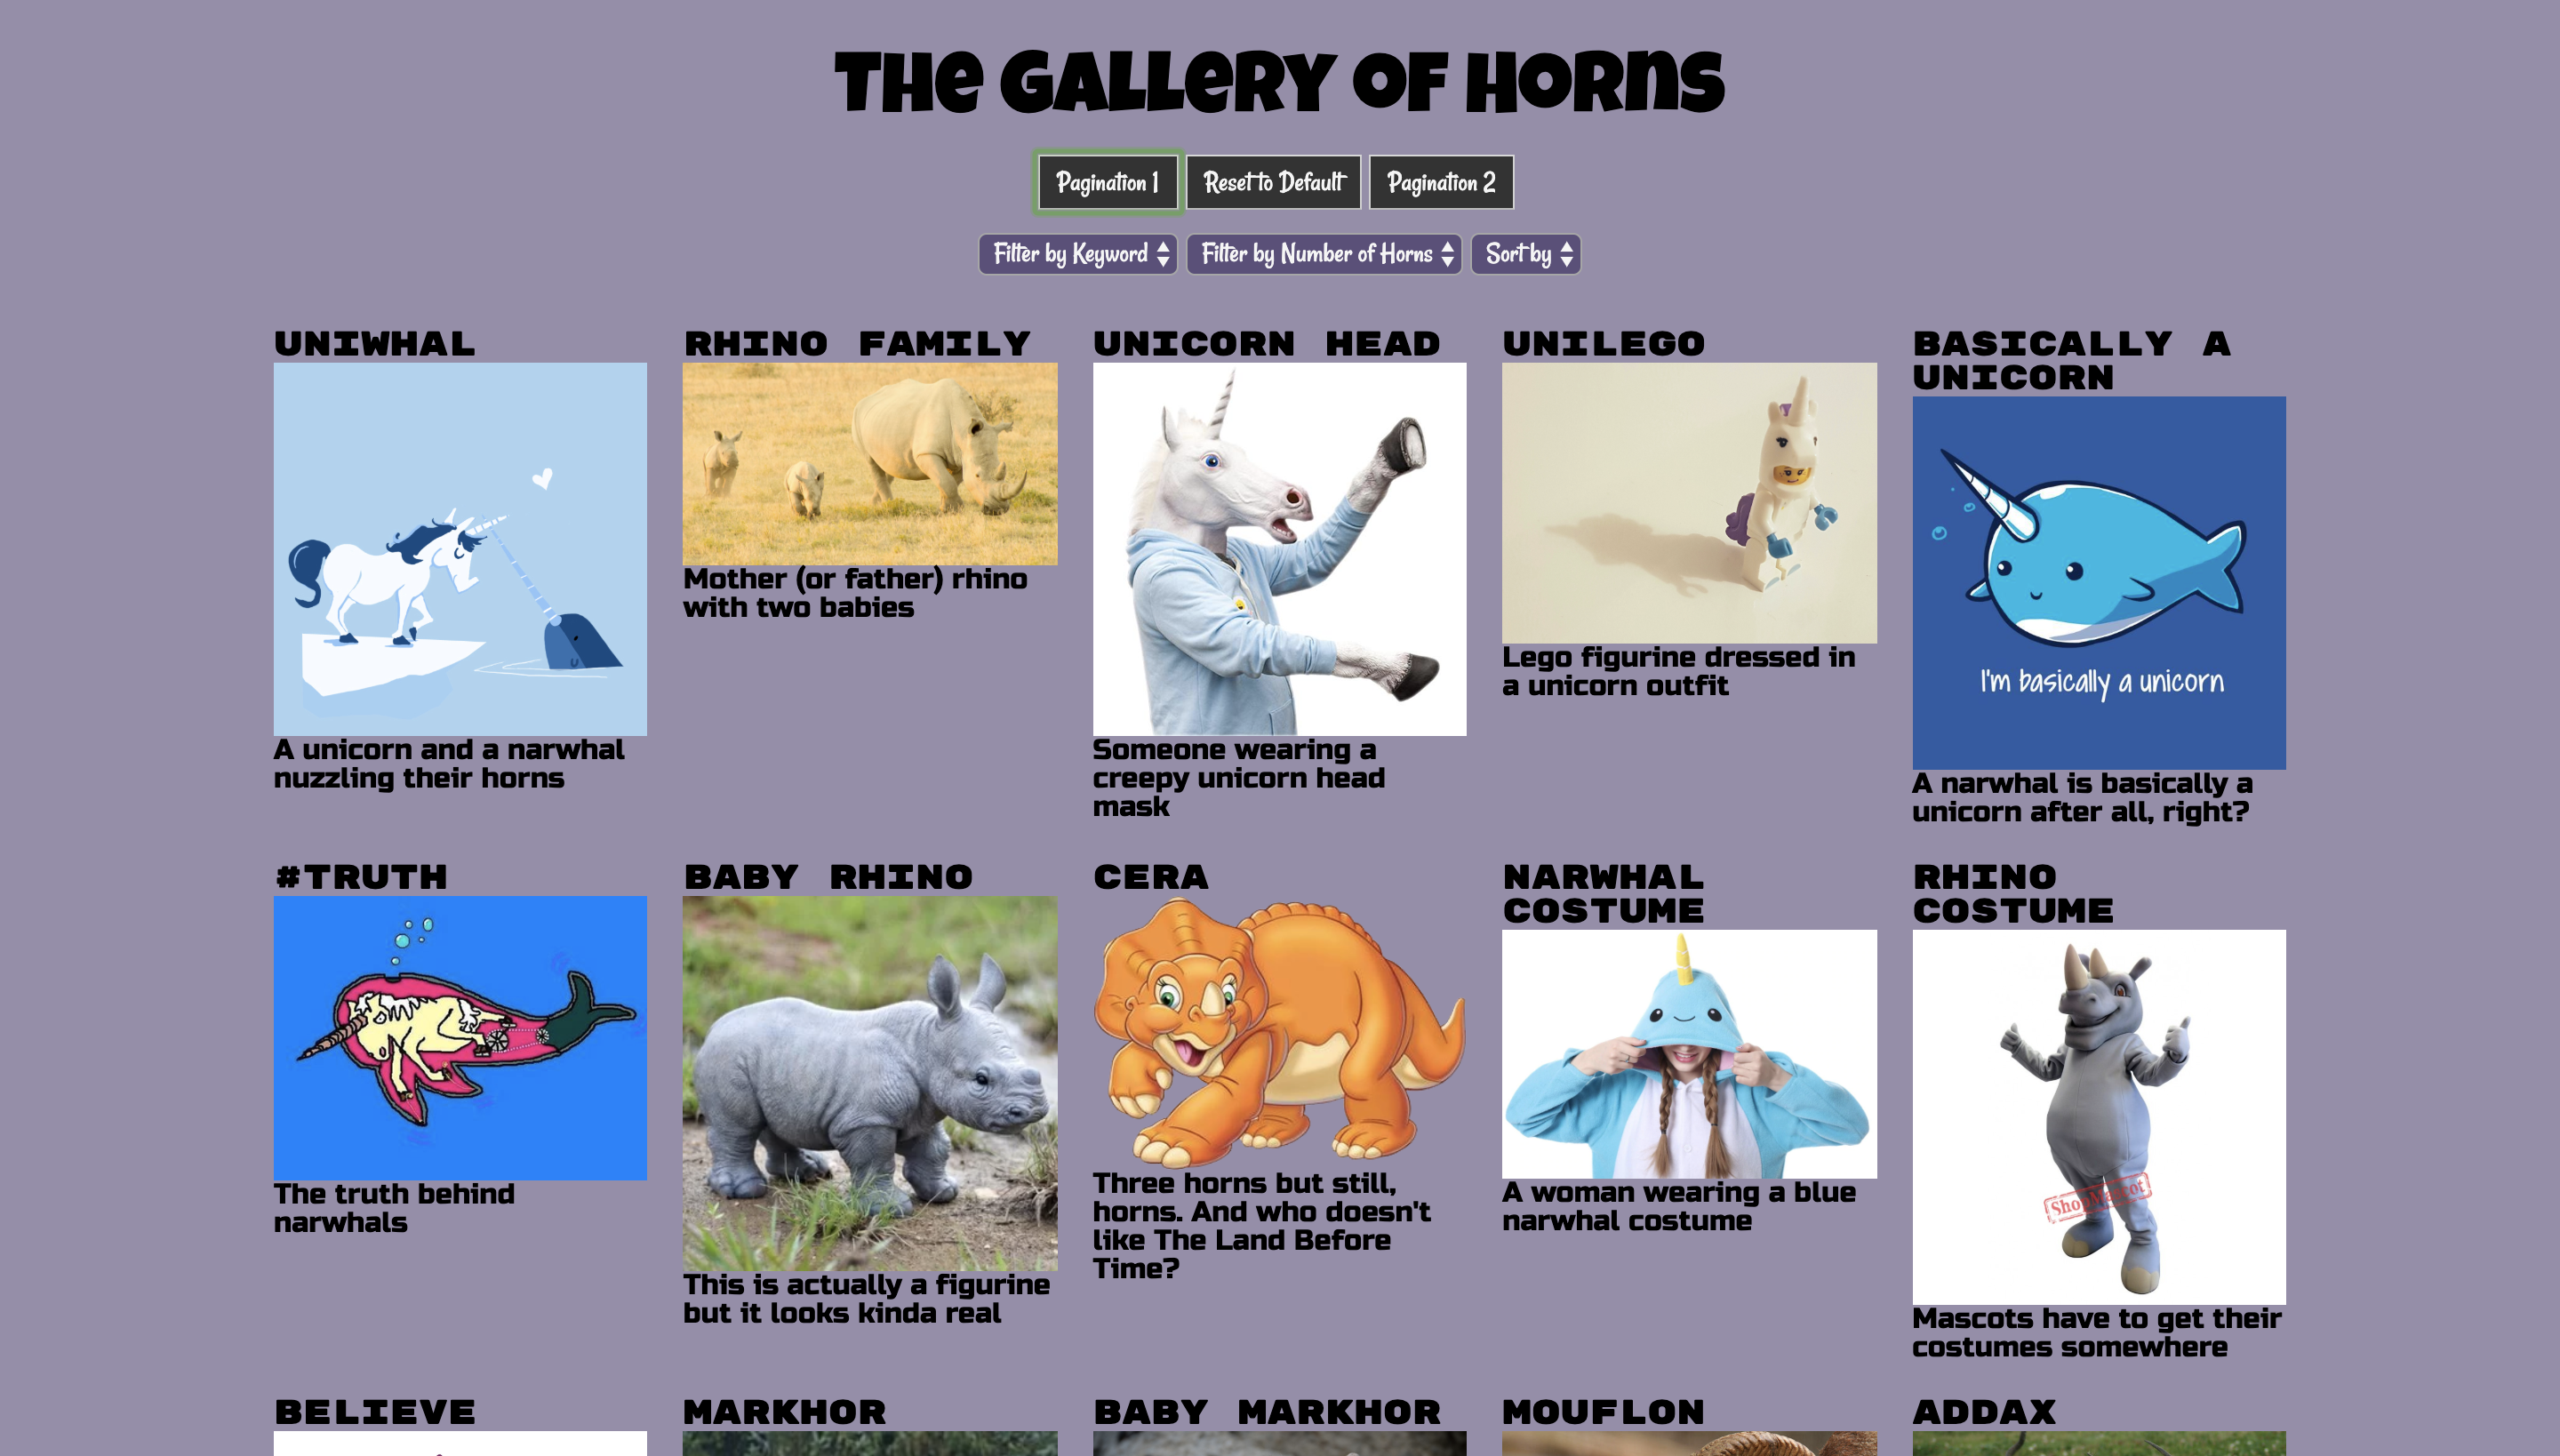 THE GALLERY OF HORNS
Pagination 1
Reset to Default
Pagination 2
Filter by Keyword
Filter by Number of Horns
Sort by
UNIWHAL
A unicorn and a narwhal
nuzzling their horns
RHINO FAMILY
Mother (or father) rhino
with two babies
UNICORN HEAD
Someone wearing a
creepy unicorn head
mask
UNILEGO
Lego figurine dressed in
a unicorn outfit
BASICALLY A
UNICORN
I'm basically a unicorn
A narwhal is basically a
unicorn after all, right?
#TRUTH
The truth behind
narwhals
BABY RHINO
This is actually a figurine
but it looks kinda real
CERA
Three horns but still,
horns. And who doesn't
like The Land Before
Time?
NARWHAL
COSTUME
A woman wearing a blue
narwhal costume
RHINO
COSTUME
ShopMascot
Mascots have to get their
costumes somewhere
BELIEVE
MARKHOR
BABY MARKHOR
MOUFLON
ADDAX